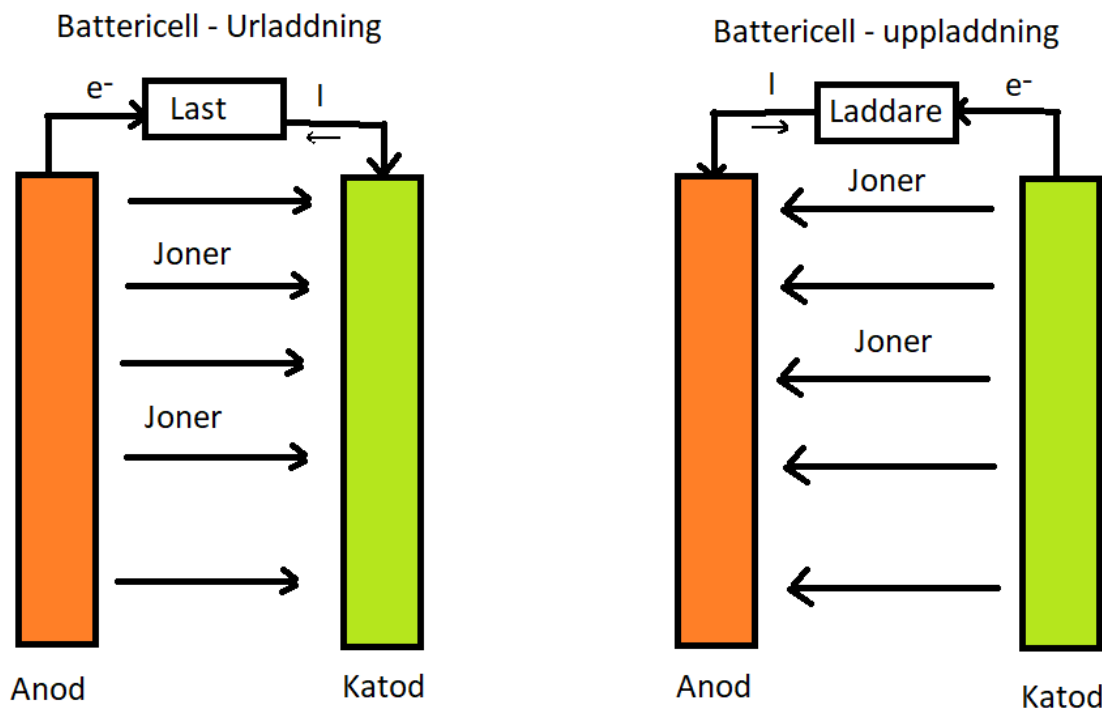 Battericell - Urladdning
e-
Last
I
Joner
Joner
Anod
Katod
Battericell - uppladdning
I
Laddare
e-
Joner
Joner
Anod
Katod